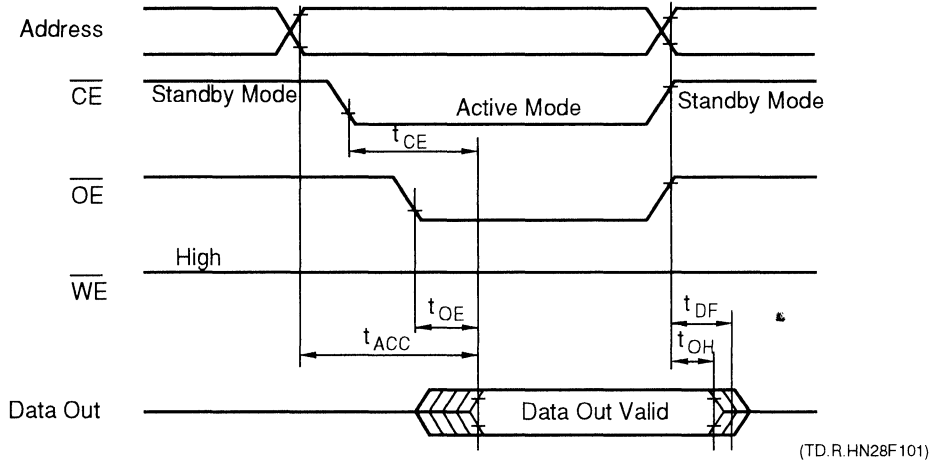 Address
CE
Standby Mode
Active Mode
Standby Mode
tCE
OE
High
WE
tOE
tDF
tACC
tOH
Data Out
Data Out Valid
(TD.R.HN28F101)